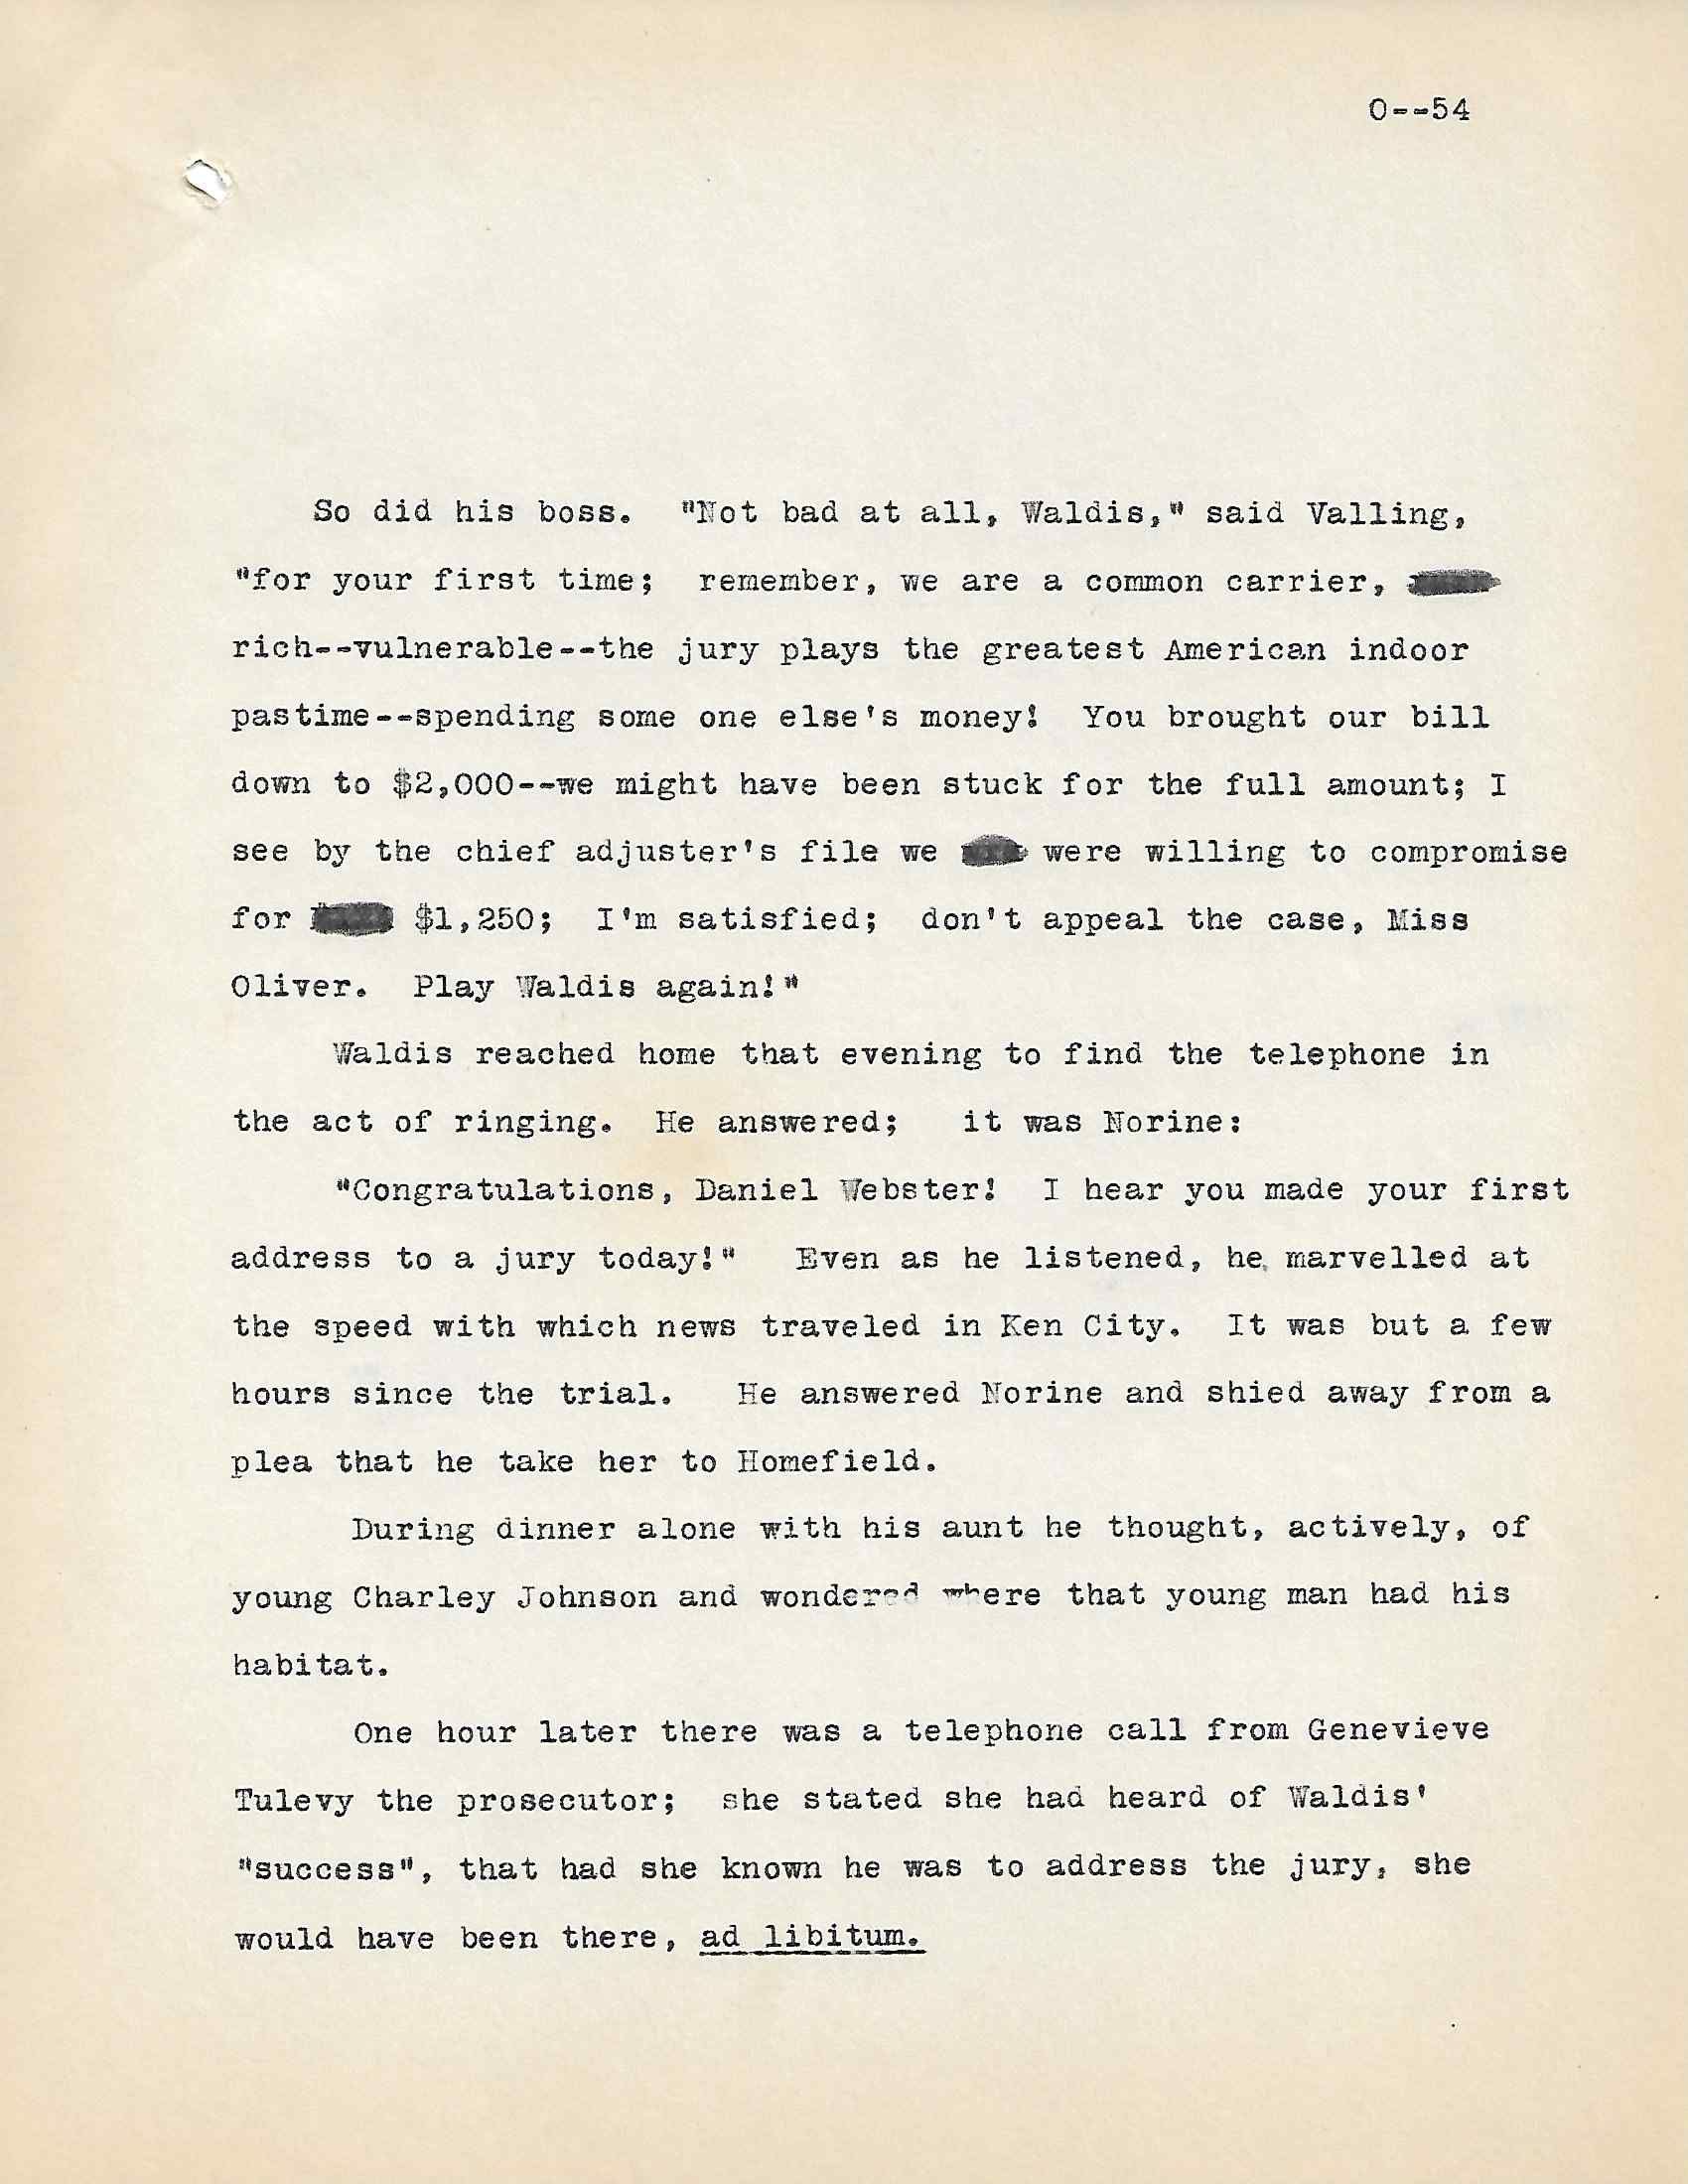 O--54
So did his boss.  "Not bad at all, Waldis," said Valling,
"for your first time;  remember, we are a common carrier,
rich--vulnerable--the jury plays the greatest American indoor
pastime--spending some one else's money!  You brought our bill
down to $2,000--we might have been stuck for the full amount; I
see by the chief adjuster's file we were willing to compromise
for $1,250;  I'm satisfied;  don't appeal the case, Miss
Oliver.  Play Waldis again!"
Waldis reached home that evening to find the telephone in
the act of ringing.  He answered;   it was Norine:
"Congratulations, Daniel Webster!  I hear you made your first
address to a jury today!"   Even as he listened, he marvelled at
the speed with which news traveled in Ken City.  It was but a few
hours since the trial.   He answered Norine and shied away from a
plea that he take her to Homefield.
During dinner alone with his aunt he thought, actively, of
young Charley Johnson and wondered where that young man had his
habitat.
One hour later there was a telephone call from Genevieve
Tulevy the prosecutor;  she stated she had heard of Waldis'
"success", that had she known he was to address the jury, she
would have been there, ad libitum.